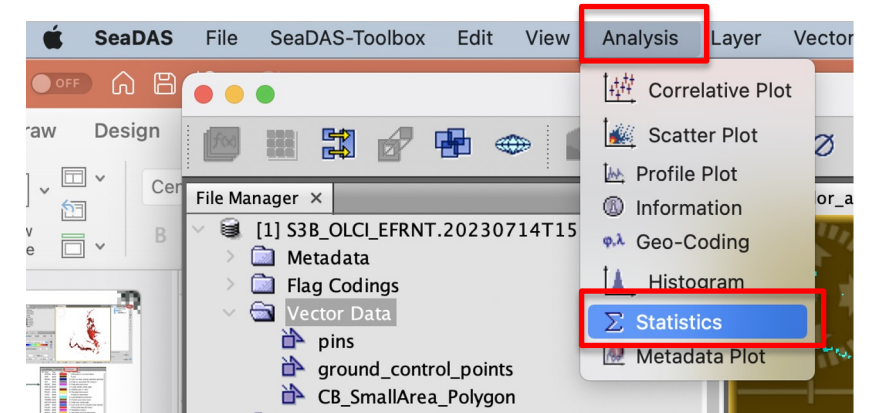 SeaDAS File SeaDAS-Toolbox Edit View Analysis Layer Vector
OFF
raw Design
Cer
B
File Manager ×
[1] S3B_OLCI_EFRNT.20230714T15
Metadata
Flag Codings
Vector Data
pins
ground_control_points
CB_SmallArea_Polygon
Correlative Plot
Scatter Plot
Profile Plot
Information
φ,λ Geo-Coding
Histogram
Σ Statistics
Metadata Plot
lor_a